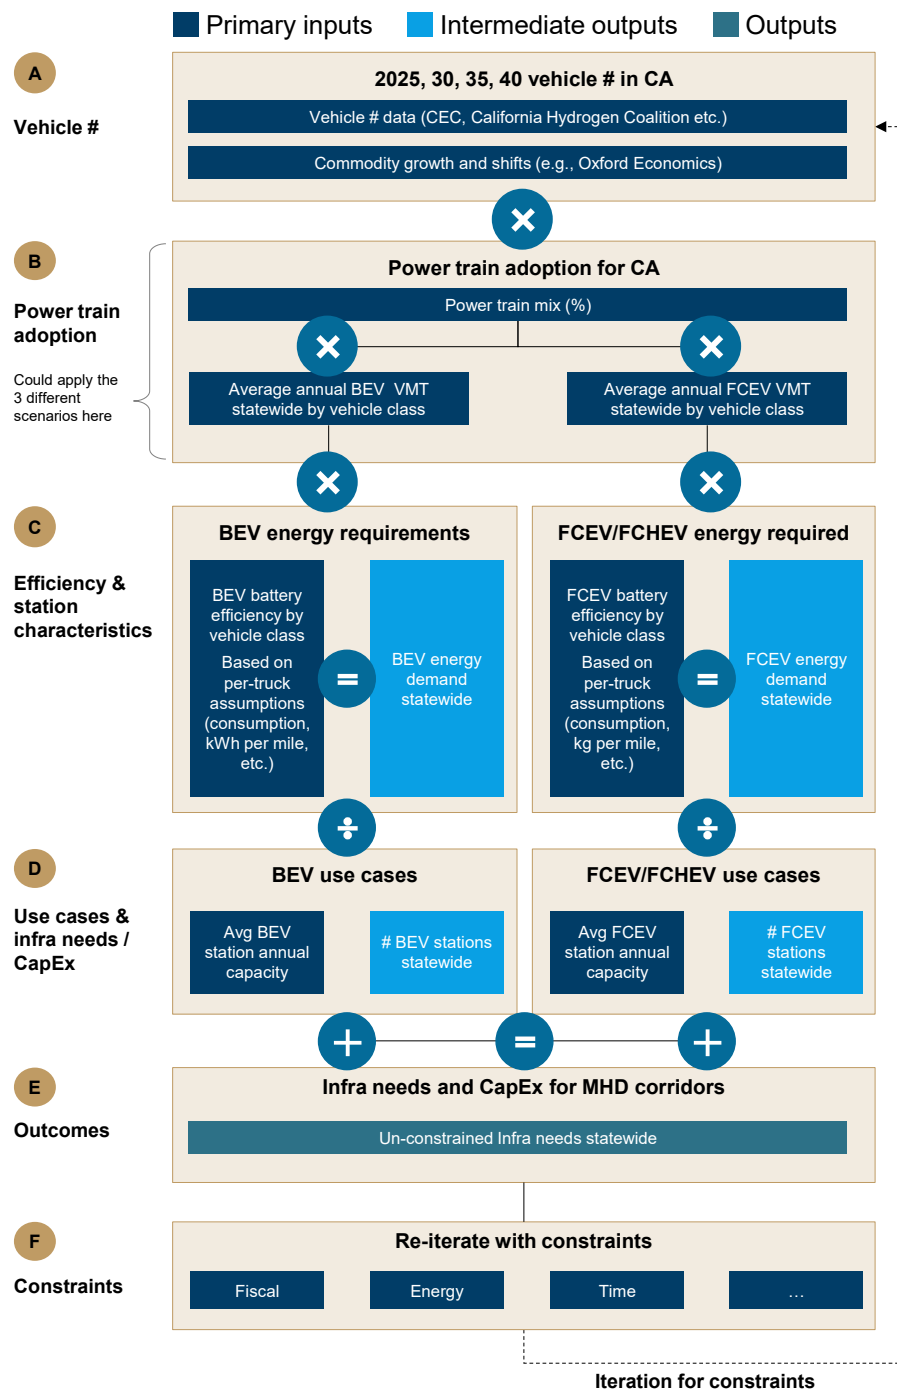 Primary inputs
Intermediate outputs
Outputs
A
Vehicle #
2025, 30, 35, 40 vehicle # in CA
Vehicle # data (CEC, California Hydrogen Coalition etc.)
Commodity growth and shifts (e.g., Oxford Economics)
×
B
Power train
adoption
Could apply the
3 different
scenarios here
Power train adoption for CA
Power train mix (%)
×
×
Average annual BEV VMT
statewide by vehicle class
Average annual FCEV VMT
statewide by vehicle class
×
×
C
Efficiency &
station
characteristics
BEV energy requirements
BEV battery
efficiency by
vehicle class
Based on
per-truck
assumptions
(consumption,
kWh per mile,
etc.)
=
BEV energy
demand
statewide
FCEV/FCHEV energy required
FCEV battery
efficiency by
vehicle class
Based on
per-truck
assumptions
(consumption,
kg per mile,
etc.)
=
FCEV energy
demand
statewide
÷
÷
D
Use cases &
infra needs /
CapEx
BEV use cases
Avg BEV
station annual
capacity
# BEV stations
statewide
FCEV/FCHEV use cases
Avg FCEV
station annual
capacity
# FCEV
stations
statewide
+
=
+
E
Outcomes
Infra needs and CapEx for MHD corridors
Un-constrained Infra needs statewide
F
Constraints
Re-iterate with constraints
Fiscal
Energy
Time
…
Iteration for constraints